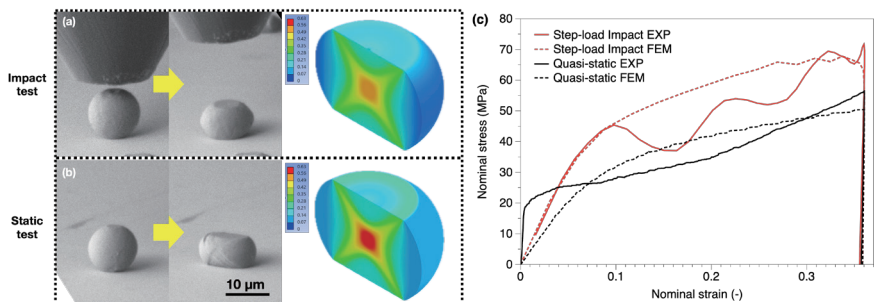 (a)
Impact
test
0.63
0.56
0.49
0.42
0.35
0.28
0.21
0.14
0.07
0
(b)
Static
test
10 μm
0.63
0.56
0.49
0.42
0.35
0.28
0.21
0.14
0.07
0
(c)
Step-load Impact EXP
Step-load Impact FEM
Quasi-static EXP
Quasi-static FEM
Nominal stress (MPa)
80
70
60
50
40
30
20
10
0
0
0.1
0.2
0.3
Nominal strain (-)